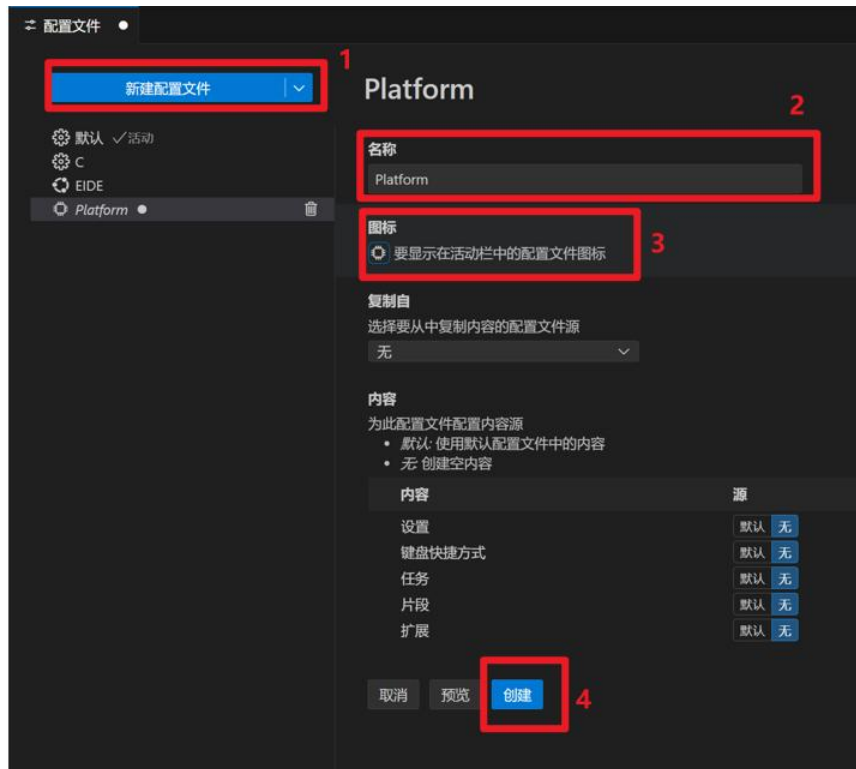 配置文件
1
新建配置文件
Platform
2
默认 ✓活动
C
EIDE
Platform
名称
Platform
图标
要显示在活动栏中的配置文件图标
3
复制自
选择要从中复制内容的配置文件源
无
内容
为此配置文件配置内容源
• 默认: 使用默认配置文件中的内容
• 无: 创建空内容
内容 源
设置 默认 无
键盘快捷方式 默认 无
任务 默认 无
片段 默认 无
扩展 默认 无
取消 预览 创建 4